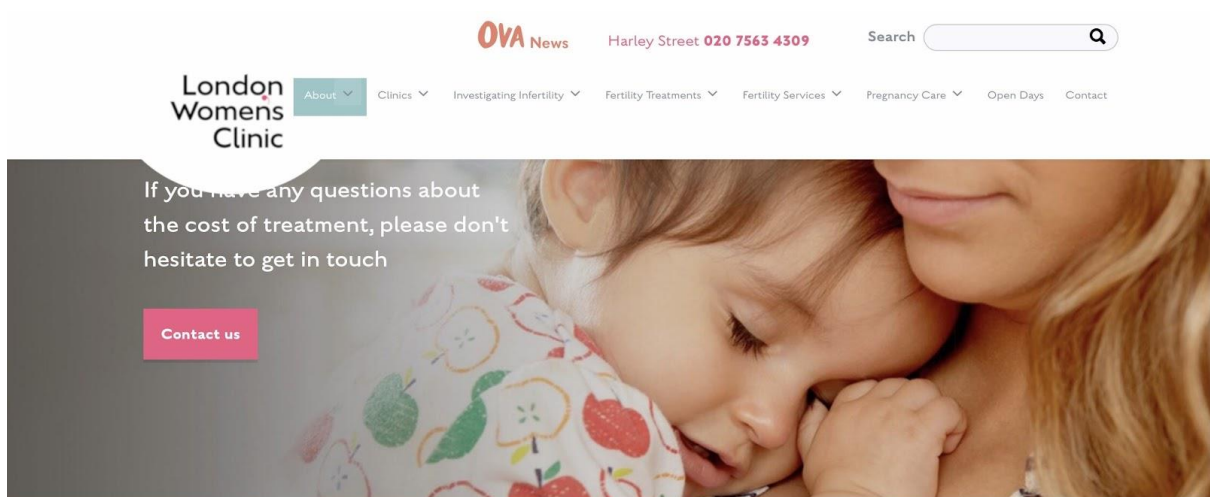 OVA News
Harley Street 020 7563 4309
Search
London
Womens
Clinic
About
Clinics
Investigating Infertility
Fertility Treatments
Fertility Services
Pregnancy Care
Open Days
Contact
If you have any questions about
the cost of treatment, please don't
hesitate to get in touch
Contact us